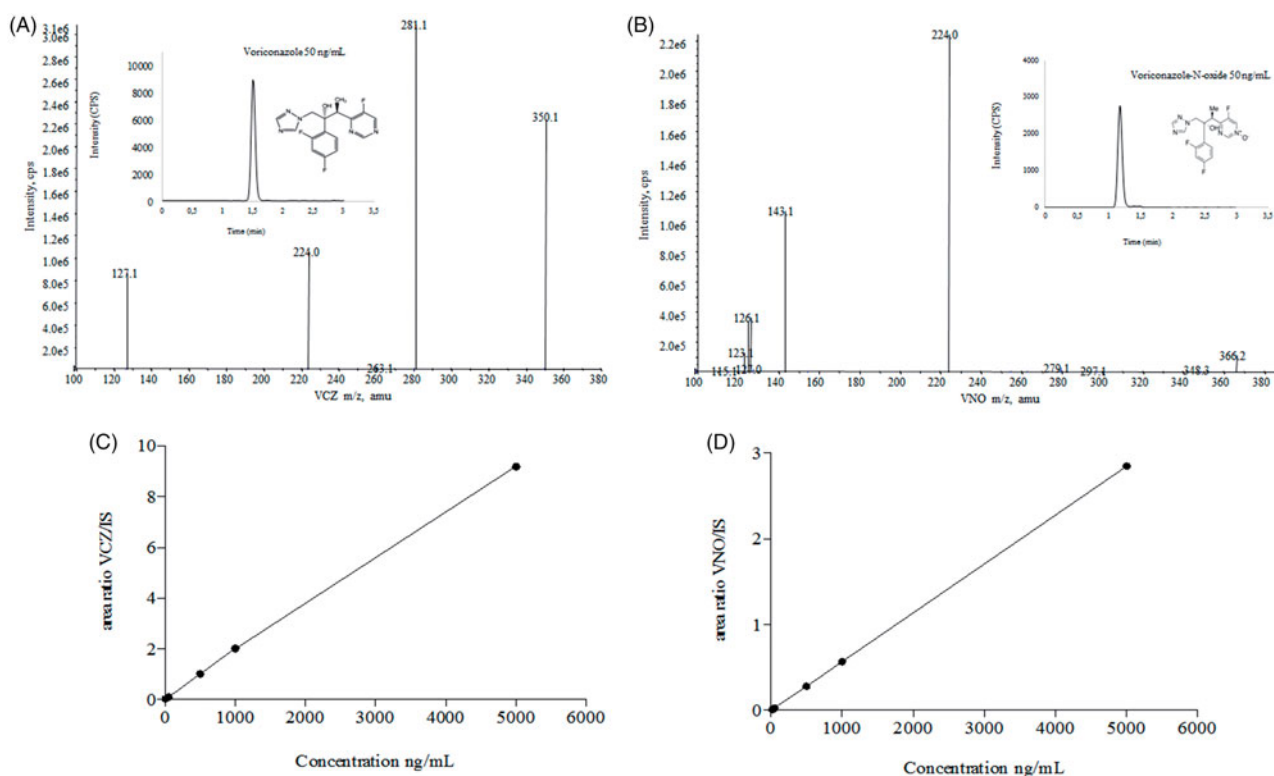 (A)
3.1e6
3.0e6
2.8e6
2.6e6
2.4e6
2.2e6
2.0e6
1.8e6
1.6e6
1.4e6
1.2e6
1.0e6
8.0e5
6.0e5
4.0e5
2.0e5
Intensity, cps
281.1
350.1
224.0
127.1
263.1
100 120 140 160 180 200 220 240 260 280 300 320 340 360 380
VCZ m/z, amu
Voriconazole 50 ng/mL
Intensity (CPS)
10000
8000
6000
4000
2000
0
0 0,5 1 1,5 2 2,5 3 3,5
Time (min)
N
N
N
OH
CH₃
F
N
N
F
F
(B)
2.2e6
2.0e6
1.8e6
1.6e6
1.4e6
1.2e6
1.0e6
8.0e5
6.0e5
4.0e5
2.0e5
Intensity, cps
224.0
143.1
126.1
123.1
115.1
279.1
297.1
348.3
366.2
100 120 140 160 180 200 220 240 260 280 300 320 340 360 380
VNO m/z, amu
Voriconazole-N-oxide 50 ng/mL
Intensity (CPS)
4000
3000
2000
1000
0
0 0,5 1 1,5 2 2,5 3 3,5
Time (min)
N
N
N
Me
F
OH
N
N
O
F
F
(C)
10
8
6
4
2
0
area ratio VCZ/IS
0 1000 2000 3000 4000 5000 6000
Concentration ng/mL
(D)
3
2
1
0
area ratio VNO/IS
0 1000 2000 3000 4000 5000 6000
Concentration ng/mL